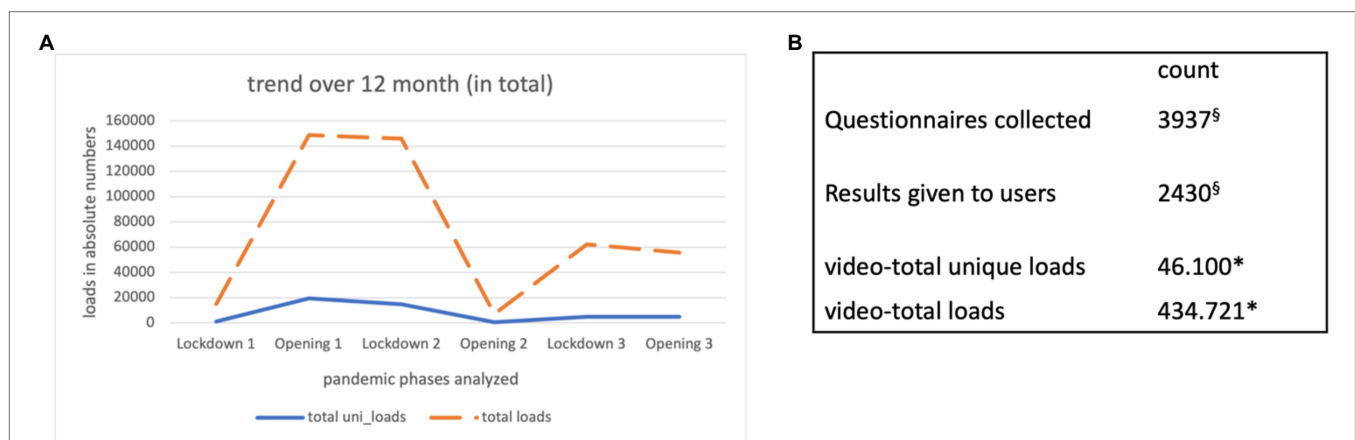 A
trend over 12 month (in total)
loads in absolute numbers
160000
140000
120000
100000
80000
60000
40000
20000
0
Lockdown 1 Opening 1 Lockdown 2 Opening 2 Lockdown 3 Opening 3
pandemic phases analyzed
total uni_loads total loads
B
count
Questionnaires collected 3937§
Results given to users 2430§
video-total unique loads 46.100*
video-total loads 434.721*